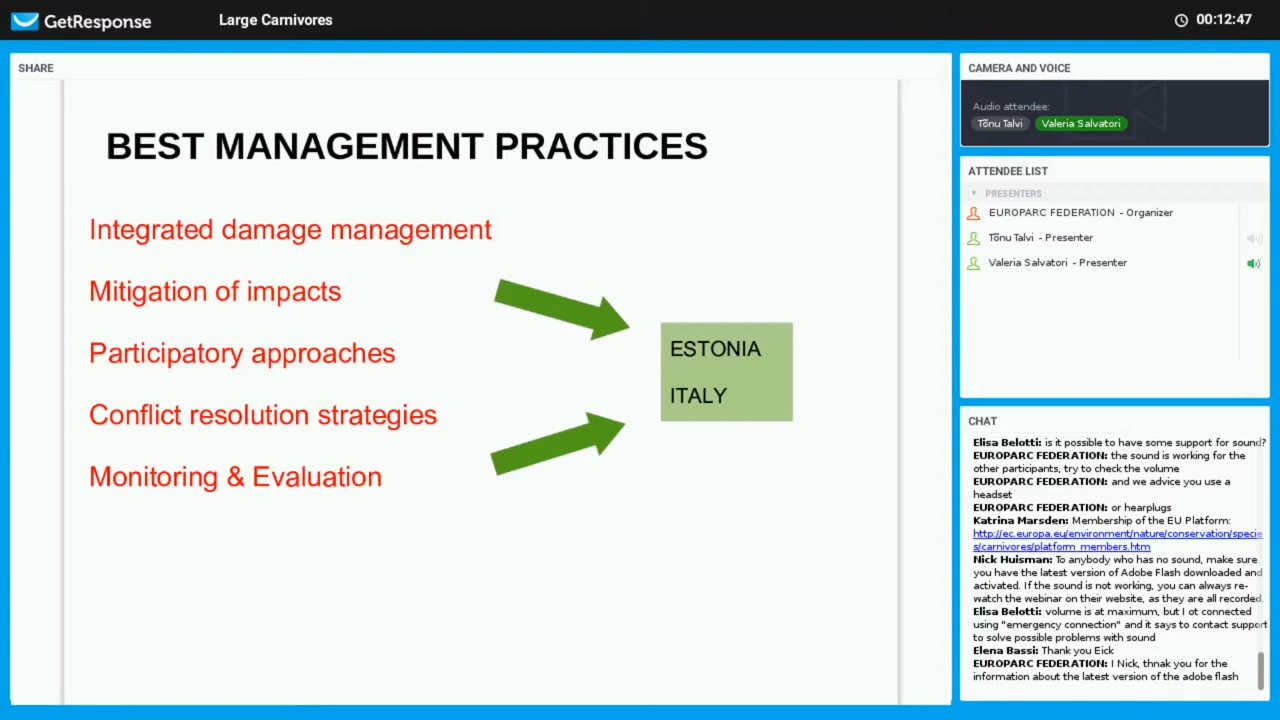 GetResponse
Large Carnivores
00:12:47
SHARE
BEST MANAGEMENT PRACTICES
Integrated damage management
Mitigation of impacts
Participatory approaches
Conflict resolution strategies
Monitoring & Evaluation
ESTONIA
ITALY
CAMERA AND VOICE
Audio attendee:
Tõnu Talvi
Valeria Salvatori
ATTENDEE LIST
PRESENTERS
EUROPARC FEDERATION - Organizer
Tõnu Talvi - Presenter
Valeria Salvatori - Presenter
CHAT
Elisa Belotti: is it possible to have some support for sound?
EUROPARC FEDERATION: the sound is working for the
other participants, try to check the volume
EUROPARC FEDERATION: and we advice you use a
headset
EUROPARC FEDERATION: or hearplugs
Katrina Marsden: Membership of the EU Platform:
http://ec.europa.eu/environment/nature/conservation/specie
s/carnivores/platform_members.htm
Nick Huisman: To anybody who has no sound, make sure
you have the latest version of Adobe Flash downloaded and
activated. If the sound is not working, you can always re-
watch the webinar on their website, as they are all recorded.
Elisa Belotti: volume is at maximum, but I ot connected
using "emergency connection" and it says to contact support
to solve possible problems with sound
Elena Bassi: Thank you Eick
EUROPARC FEDERATION: I Nick, thnak you for the
information about the latest version of the adobe flash